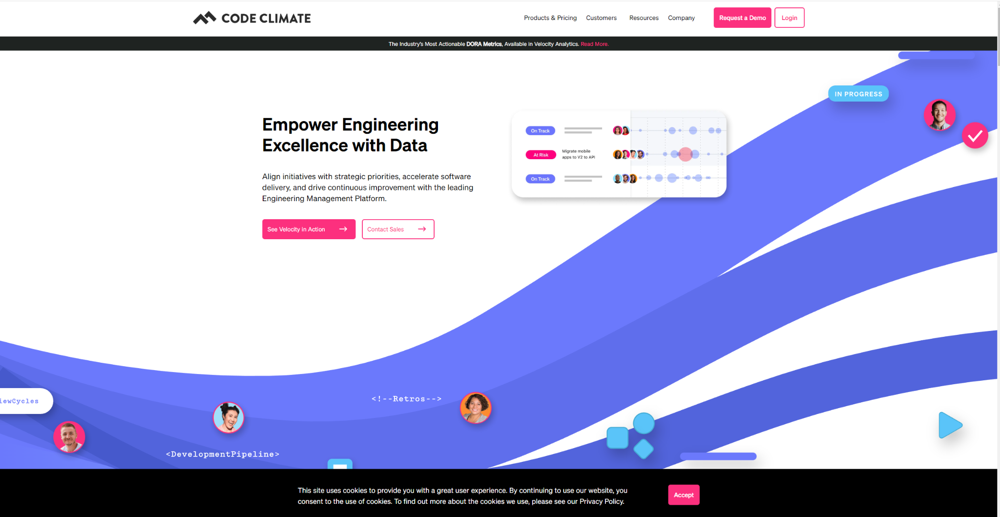 CODE CLIMATE
Products & Pricing
Customers
Resources
Company
Request a Demo
Login
The Industry's Most Actionable DORA Metrics, Available in Velocity Analytics. Read More.
IN PROGRESS
Empower Engineering
Excellence with Data
On Track
At Risk
Migrate mobile
apps to V2 to API
On Track
Align initiatives with strategic priorities, accelerate software
delivery, and drive continuous improvement with the leading
Engineering Management Platform.
See Velocity in Action
Contact Sales
<!--Retros-->
iewCycles
<DevelopmentPipeline>
This site uses cookies to provide you with a great user experience. By continuing to use our website, you
consent to the use of cookies. To find out more about the cookies we use, please see our Privacy Policy.
Accept